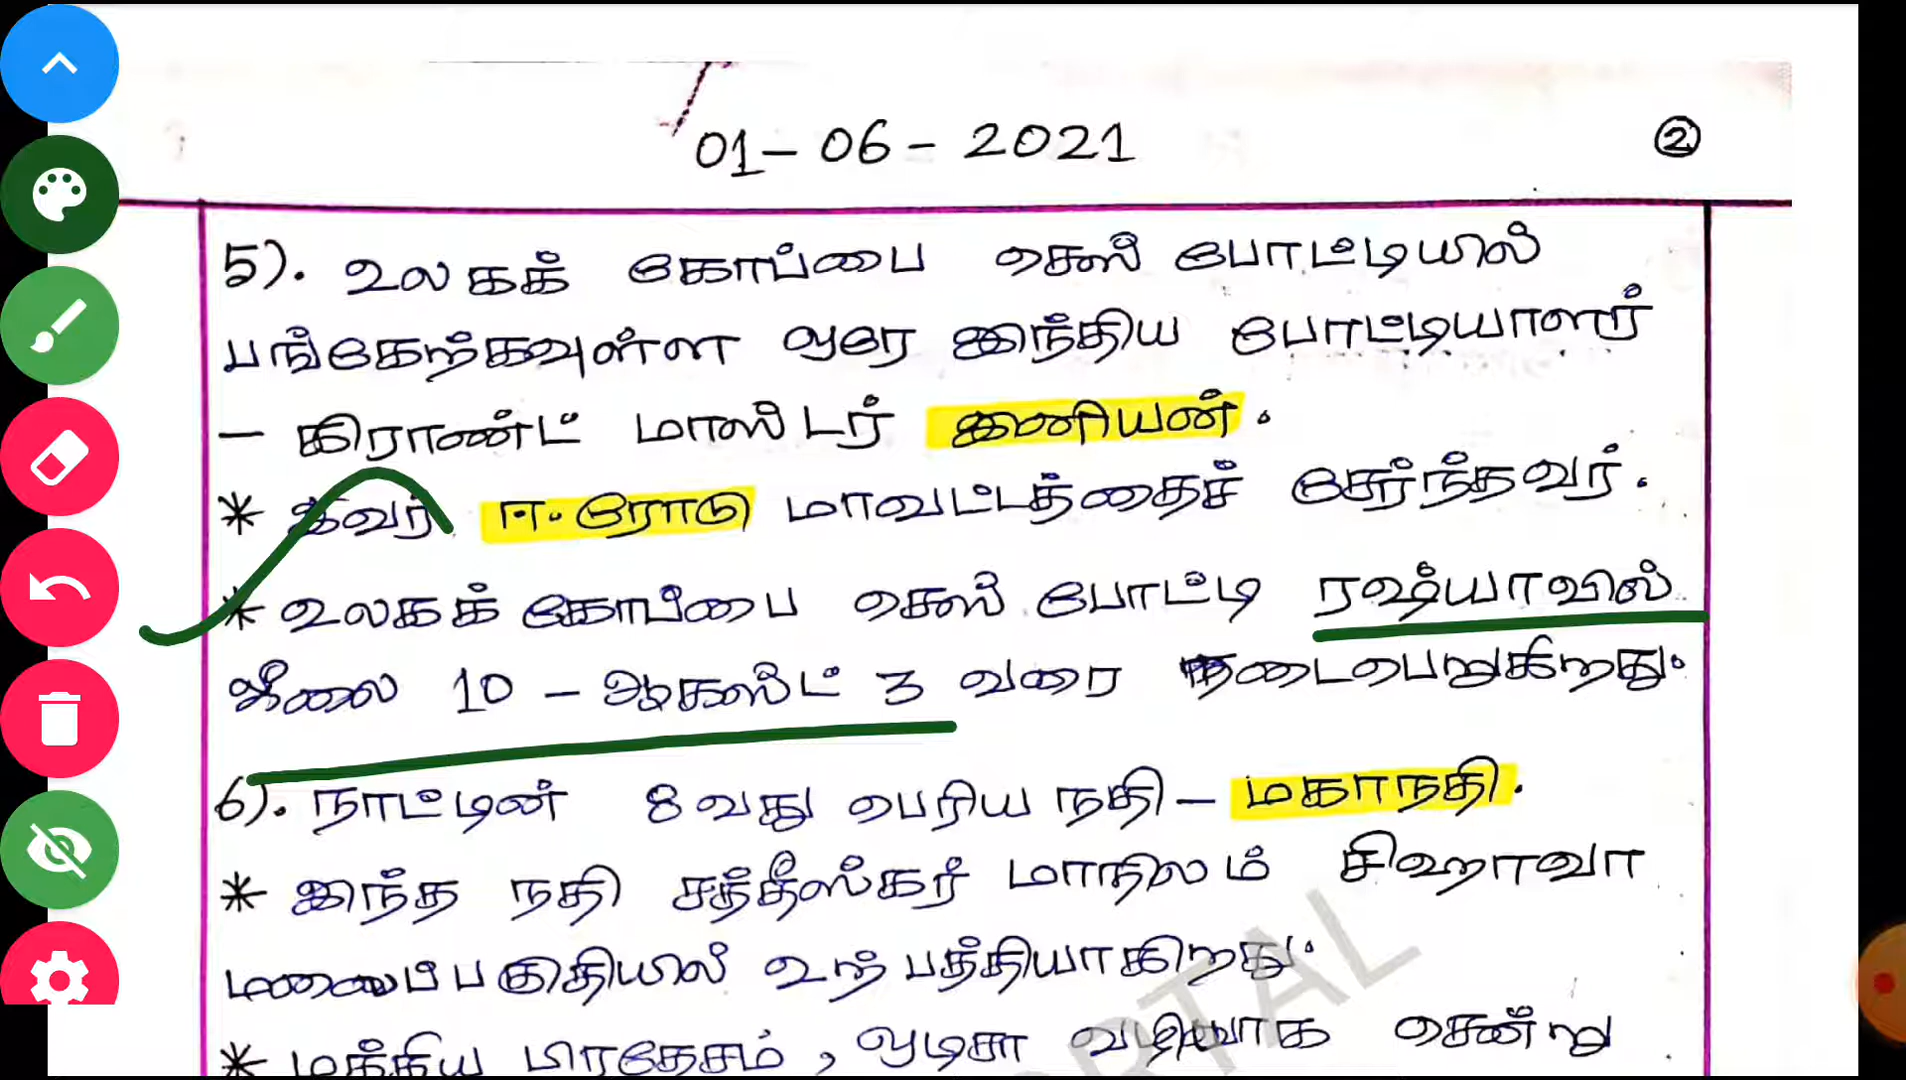 01-06-2021
②
5). உலகக் கோப்பை செஸ் போட்டியில்
பங்கேற்கவுள்ள ஒரே இந்திய போட்டியாளர்
- கிராண்ட் மாஸ்டர் இனியன்.
* இவர் ஈரோடு மாவட்டத்தைச் சேர்ந்தவர்.
* உலகக் கோப்பை செஸ் போட்டி ரஷ்யாவில்
ஜீலை 10 - ஆகஸ்ட் 3 வரை நடைபெறுகிறது.
6). நாட்டின் 8வது பெரிய நதி - மகாநதி.
* இந்த நதி சத்தீஸ்கர் மாநிலம் சிஹாவா
மலைப்பகுதியில் உற்பத்தியாகிறது.
* மத்திய பிரதேசம், ஒடிசா வழியாக சென்று